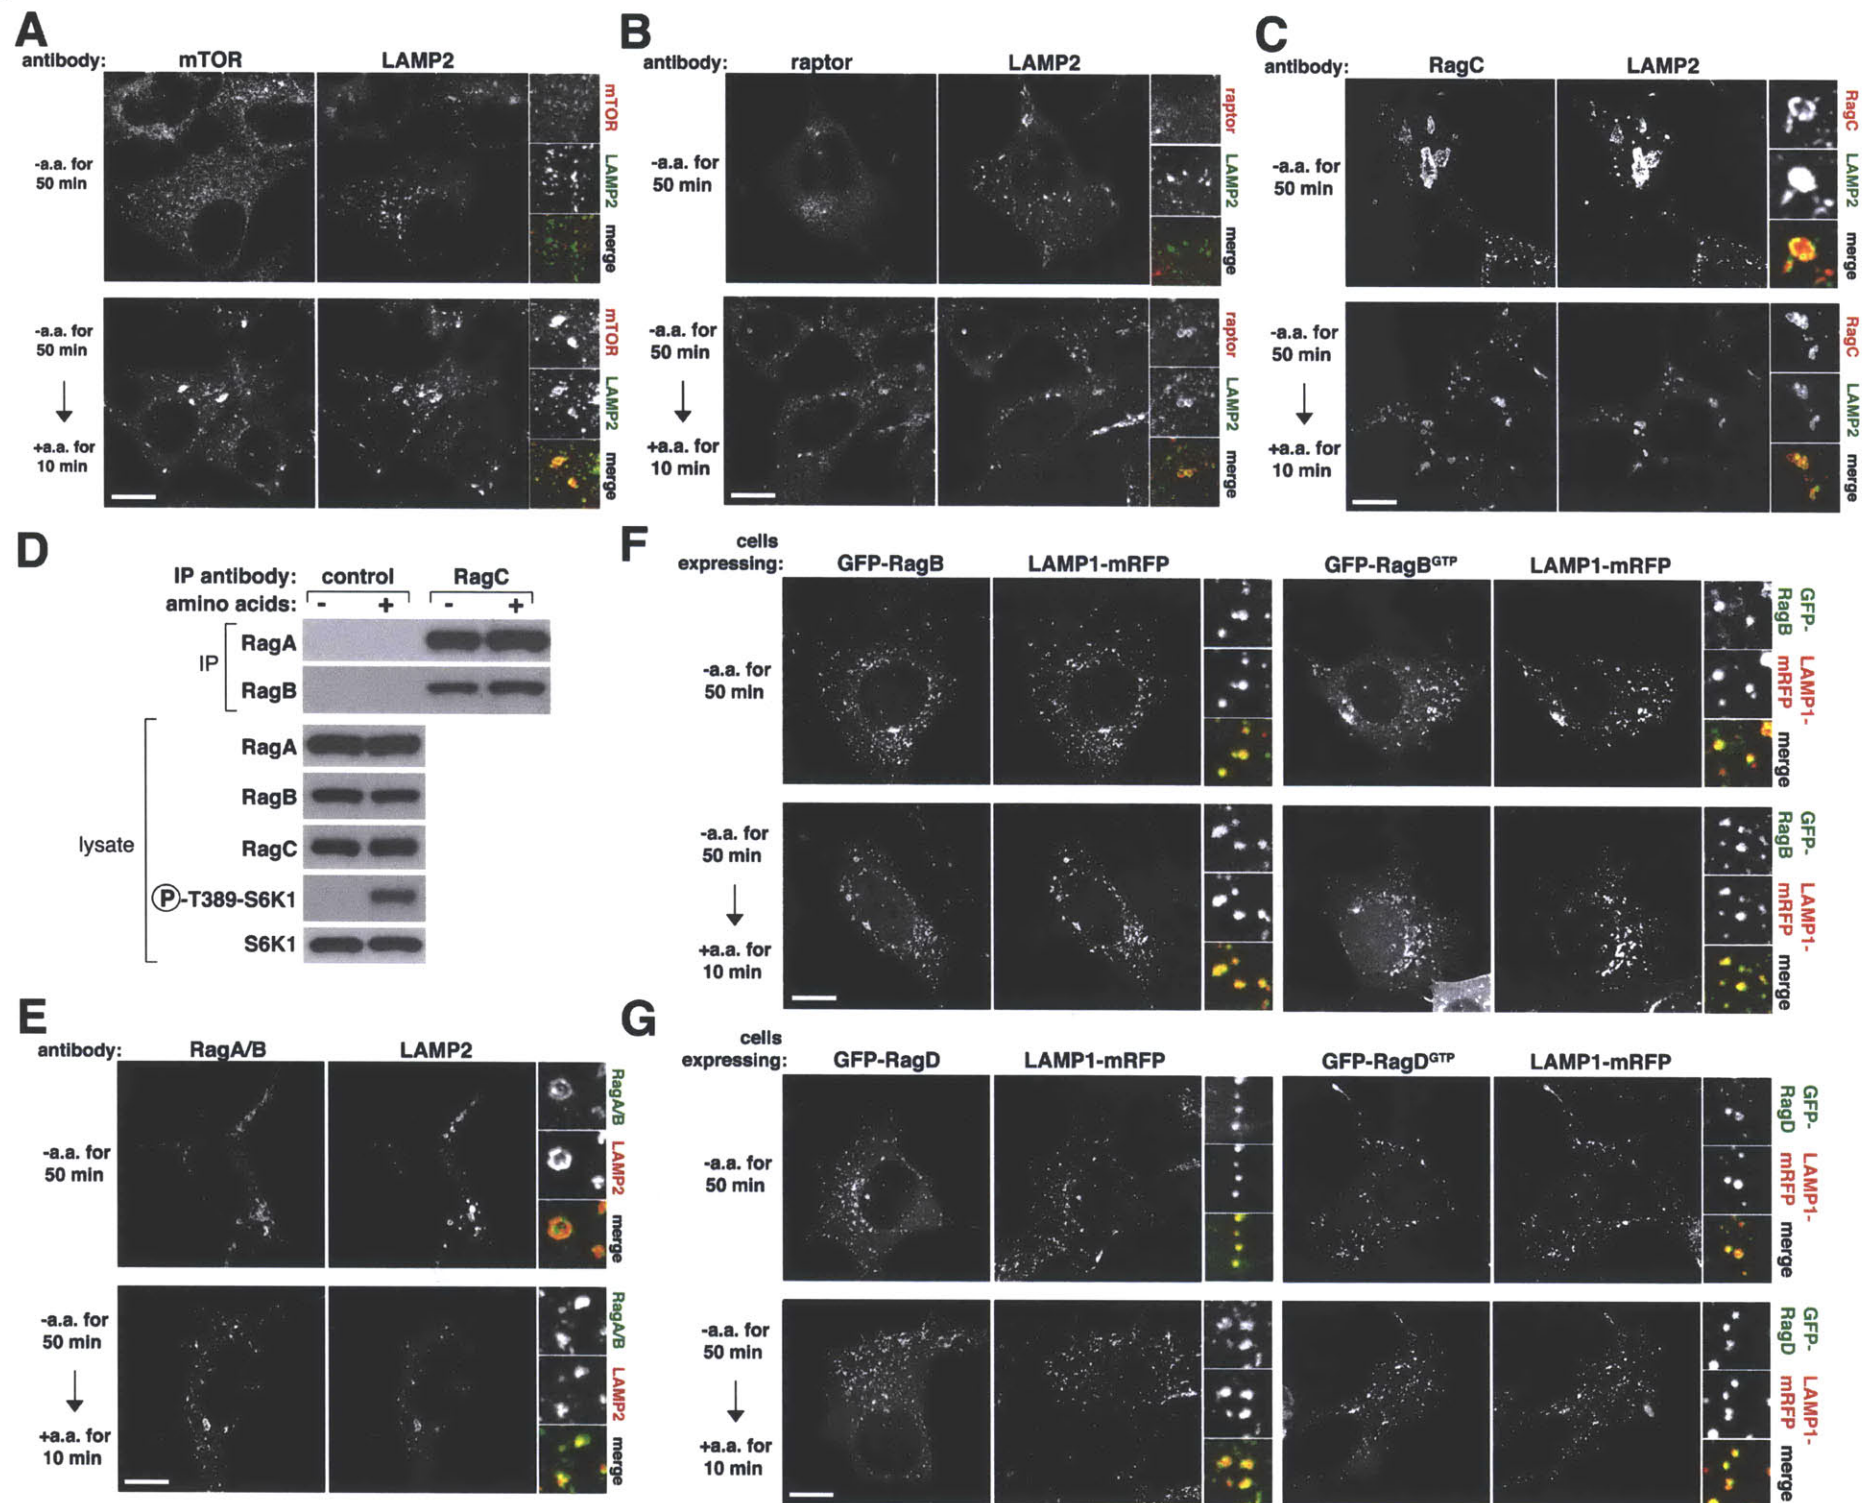 A
antibody: mTOR LAMP2
-a.a. for
50 min
mTOR
LAMP2
merge
-a.a. for
50 min
+a.a. for
10 min
mTOR
LAMP2
merge
B
antibody: raptor LAMP2
-a.a. for
50 min
raptor
LAMP2
merge
-a.a. for
50 min
+a.a. for
10 min
raptor
LAMP2
merge
C
antibody: RagC LAMP2
-a.a. for
50 min
RagC
LAMP2
merge
-a.a. for
50 min
+a.a. for
10 min
RagC
LAMP2
merge
D
IP antibody: control RagC
amino acids: - + - +
IP
RagA
RagB
lysate
RagA
RagB
RagC
P-T389-S6K1
S6K1
E
antibody: RagA/B LAMP2
-a.a. for
50 min
RagA/B
LAMP2
merge
-a.a. for
50 min
+a.a. for
10 min
RagA/B
LAMP2
merge
F
cells
expressing: GFP-RagB LAMP1-mRFP GFP-RagBGTP LAMP1-mRFP
-a.a. for
50 min
GFP-
RagB
LAMP1-
mRFP
merge
-a.a. for
50 min
+a.a. for
10 min
GFP-
RagB
LAMP1-
mRFP
merge
G
cells
expressing: GFP-RagD LAMP1-mRFP GFP-RagDGTP LAMP1-mRFP
-a.a. for
50 min
GFP-
RagD
LAMP1-
mRFP
merge
-a.a. for
50 min
+a.a. for
10 min
GFP-
RagD
LAMP1-
mRFP
merge